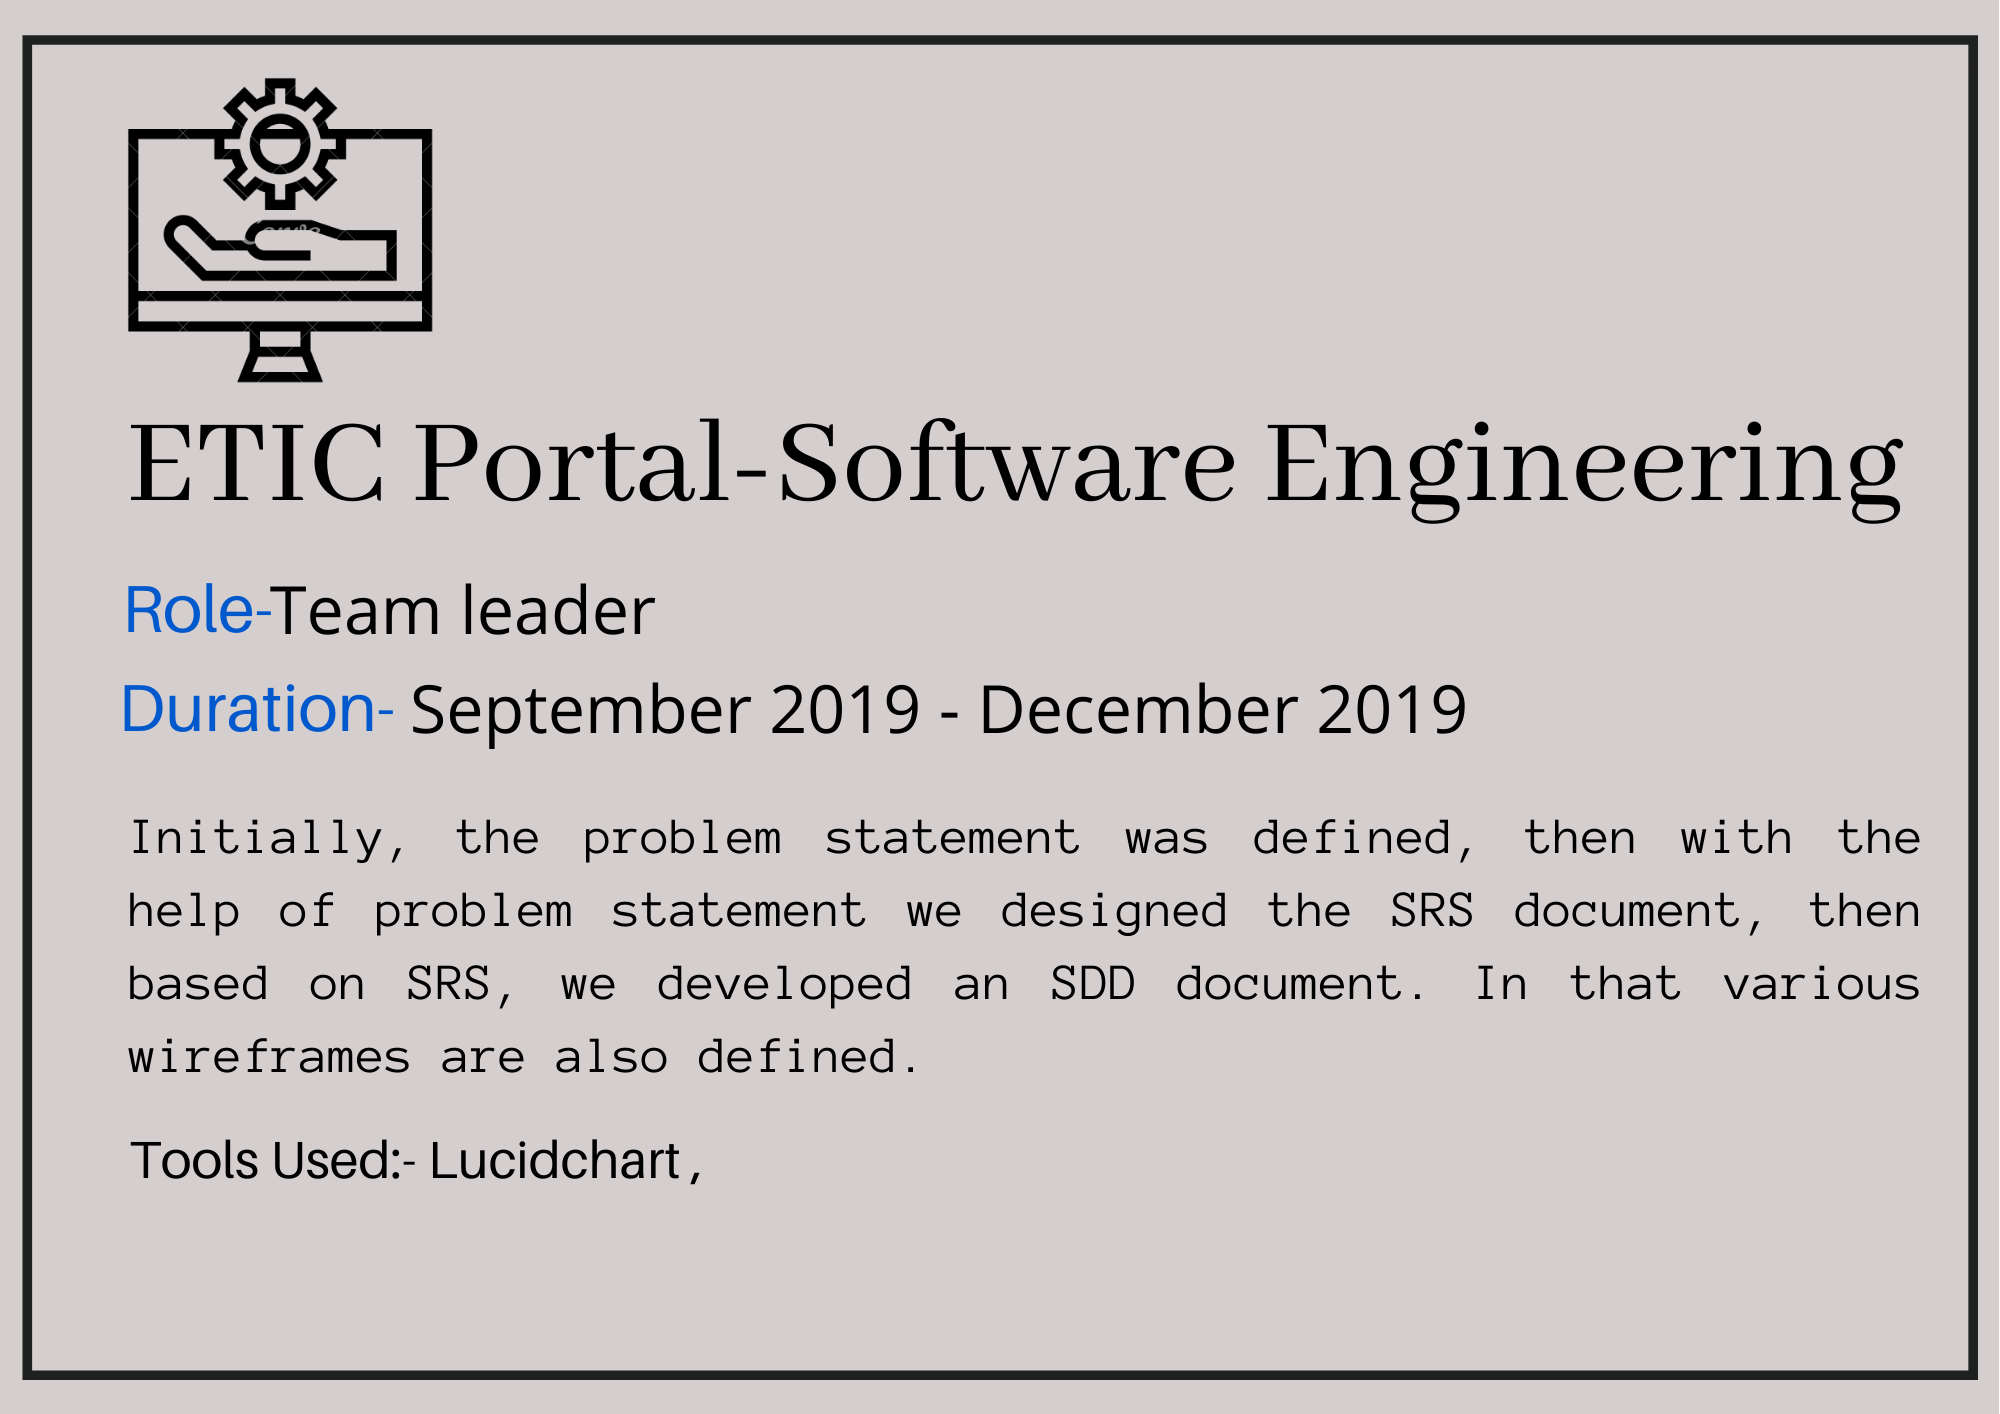 ETIC Portal-Software Engineering
Role-Team leader
Duration- September 2019 - December 2019
Initially, the problem statement was defined, then with the
help of problem statement we designed the SRS document, then
based on SRS, we developed an SDD document. In that various
wireframes are also defined.
Tools Used:- Lucidchart,